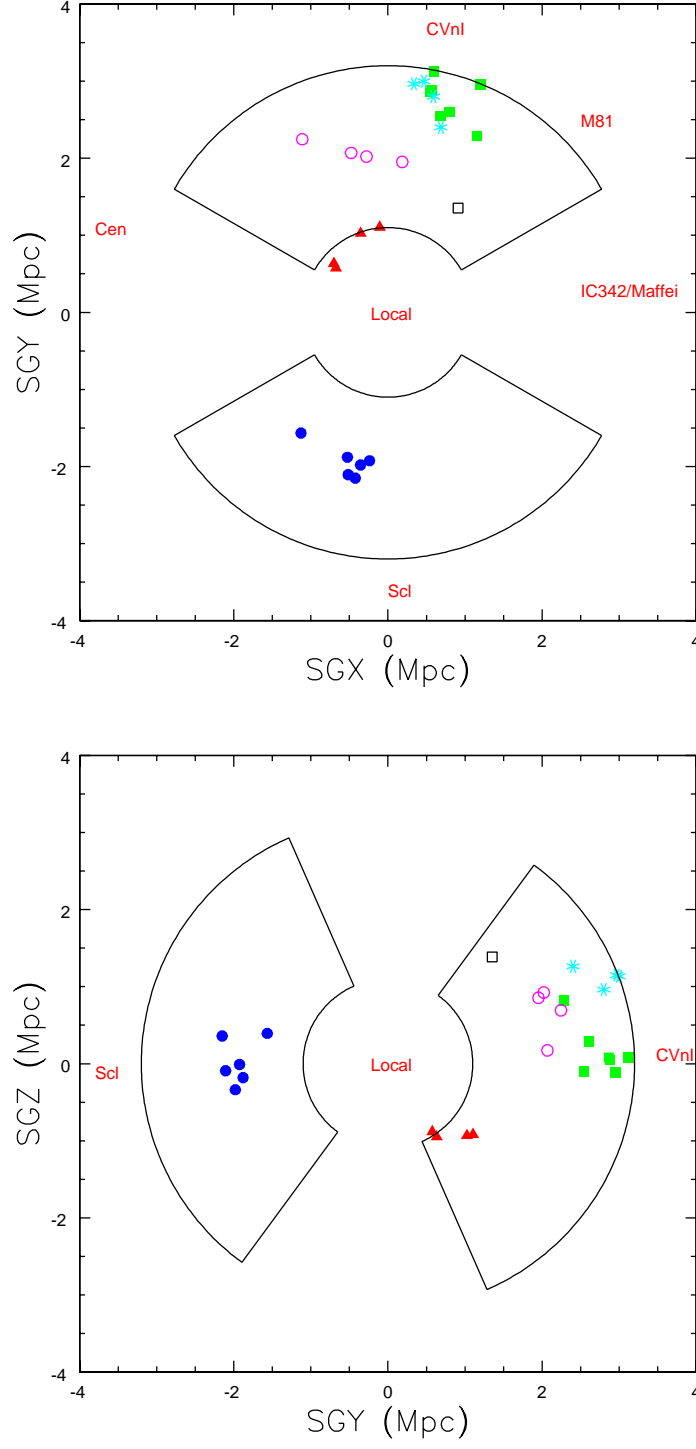 4
CVnI
M81
2
Cen
SGY (Mpc)
IC342/Maffei
0
Local
-2
Scl
-4
-4 -2 0 2 4
SGX (Mpc)
4
2
SGZ (Mpc)
0
Scl
Local
CVnI
-2
-4
-4 -2 0 2 4
SGY (Mpc)